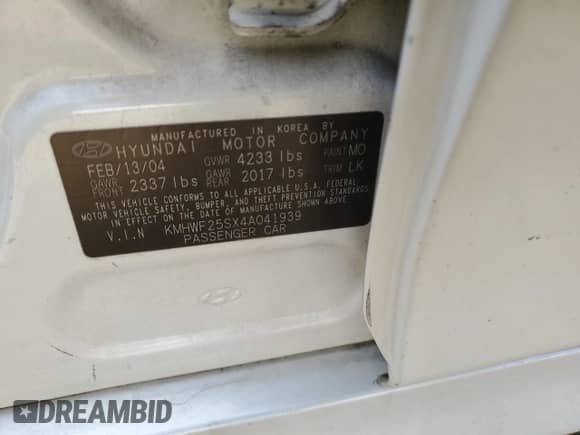 MANUFACTURED IN KOREA BY
HYUNDAI MOTOR COMPANY
FEB/13/04 GVWR 4233 lbs PAINT MO
GAWR FRONT 2337 lbs GAWR REAR 2017 lbs TRIM LK
THIS VEHICLE CONFORMS TO ALL APPLICABLE U.S.A. FEDERAL
MOTOR VEHICLE SAFETY, BUMPER, AND THEFT PREVENTION STANDARDS
IN EFFECT ON THE DATE OF MANUFACTURE SHOWN ABOVE.
V.I.N KMHWF25SX4A041939
PASSENGER CAR
DREAMBID